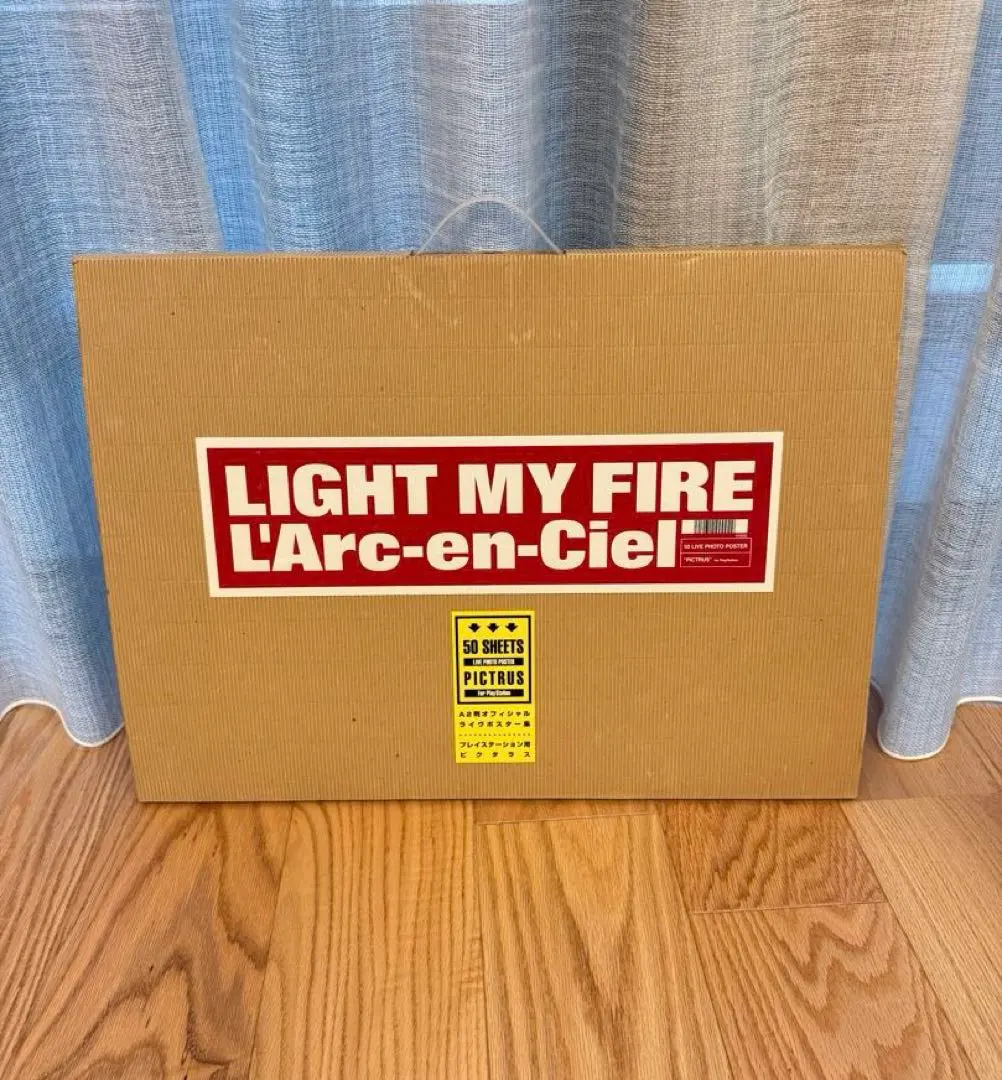 LIGHT MY FIRE
L'Arc-en-Ciel
50 LIVE PHOTO POSTER
"PICTRUS" for PlayStation
50 SHEETS
LIVE PHOTO POSTER
PICTRUS
for PlayStation
A2判オフィシャル
ライヴポスター集
プレイステーション用
ピクタラス